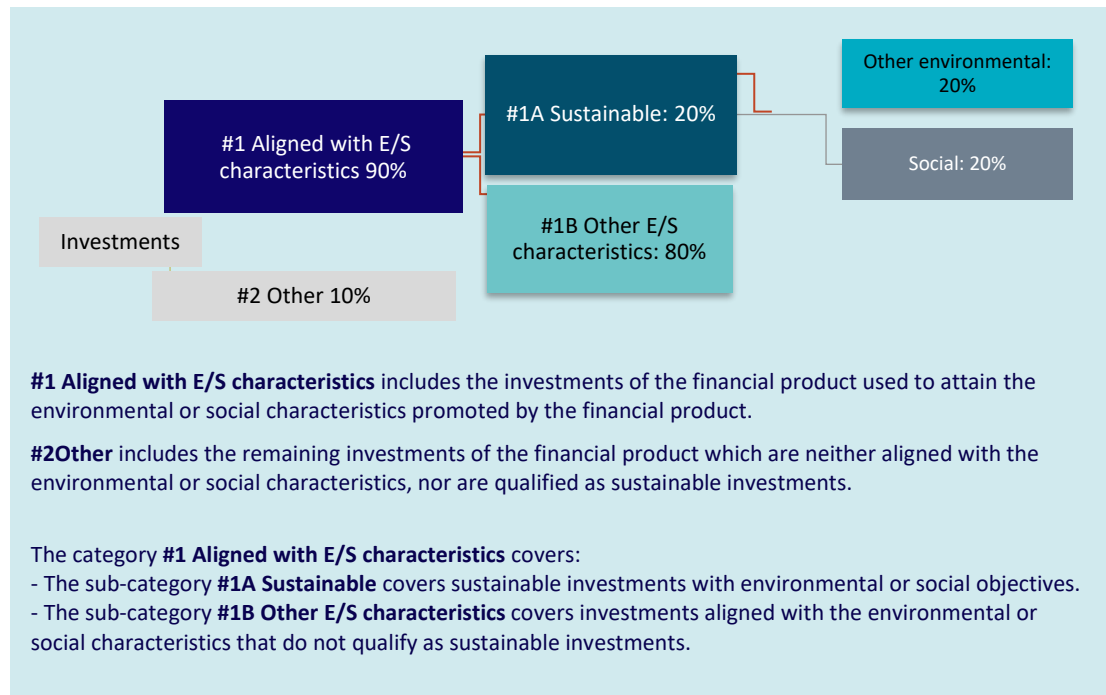 Other environmental:
20%
#1A Sustainable: 20%
#1 Aligned with E/S
characteristics 90%
Social: 20%
#1B Other E/S
characteristics: 80%
Investments
#2 Other 10%
#1 Aligned with E/S characteristics includes the investments of the financial product used to attain the
environmental or social characteristics promoted by the financial product.
#2Other includes the remaining investments of the financial product which are neither aligned with the
environmental or social characteristics, nor are qualified as sustainable investments.
The category #1 Aligned with E/S characteristics covers:
- The sub-category #1A Sustainable covers sustainable investments with environmental or social objectives.
- The sub-category #1B Other E/S characteristics covers investments aligned with the environmental or
social characteristics that do not qualify as sustainable investments.